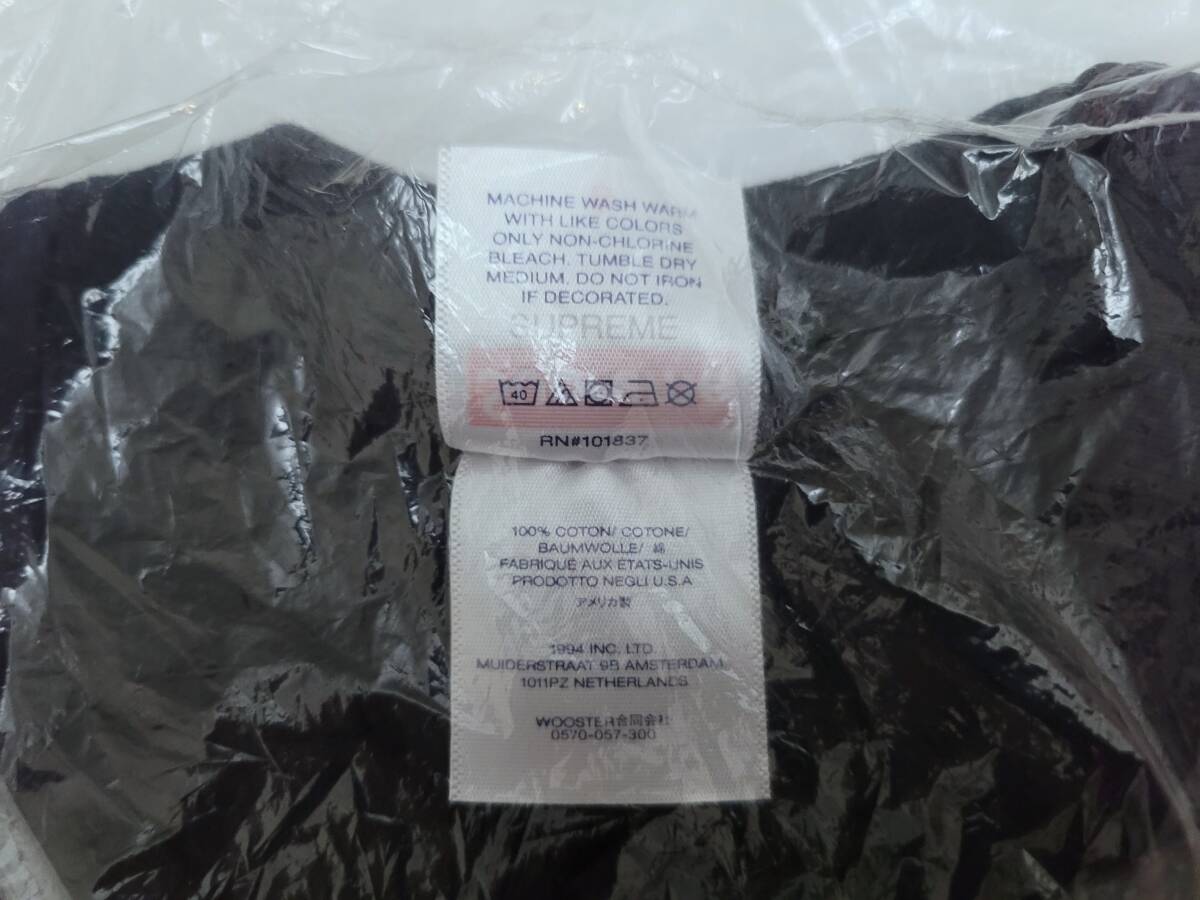 MACHINE WASH WARM
WITH LIKE COLORS
ONLY NON-CHLORINE
BLEACH. TUMBLE DRY
MEDIUM. DO NOT IRON
IF DECORATED.
SUPREME
40
RN#101837
100% COTON/ COTONE/
BAUMWOLLE/ 綿
FABRIQUE AUX ETATS-UNIS
PRODOTTO NEGLI U.S.A
アメリカ製
1994 INC. LTD.
MUIDERSTRAAT 9B AMSTERDAM
1011PZ NETHERLANDS
WOOSTER合同会社
0570-057-300